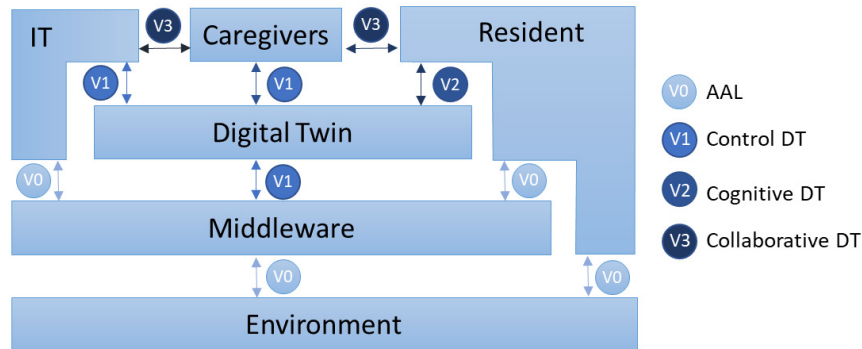 IT
V3
Caregivers
V3
Resident
V1
V1
V2
Digital Twin
V0
V1
V0
Middleware
V0
V0
Environment
V0 AAL
V1 Control DT
V2 Cognitive DT
V3 Collaborative DT